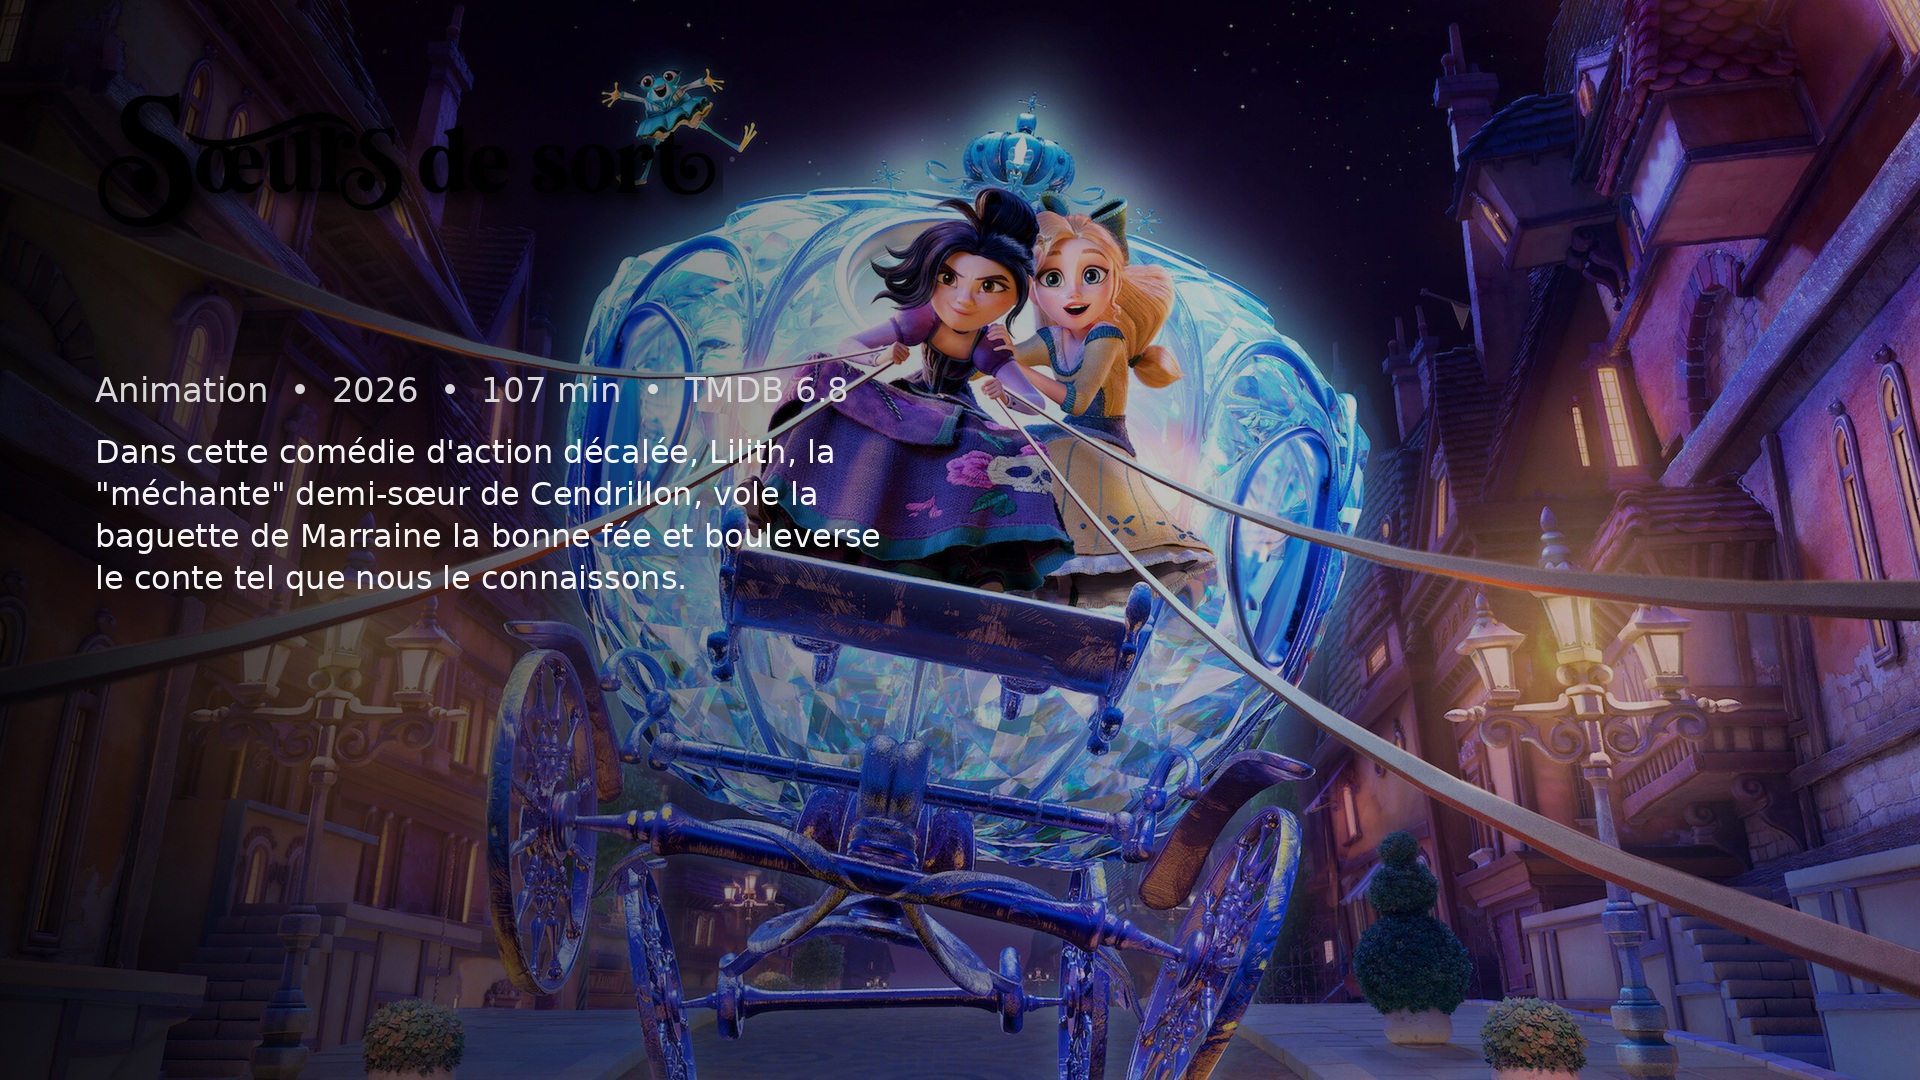 Sœurs de sort
Animation • 2026 • 107 min • TMDB 6.8
Dans cette comédie d'action décalée, Lilith, la
"méchante" demi-sœur de Cendrillon, vole la
baguette de Marraine la bonne fée et bouleverse
le conte tel que nous le connaissons.